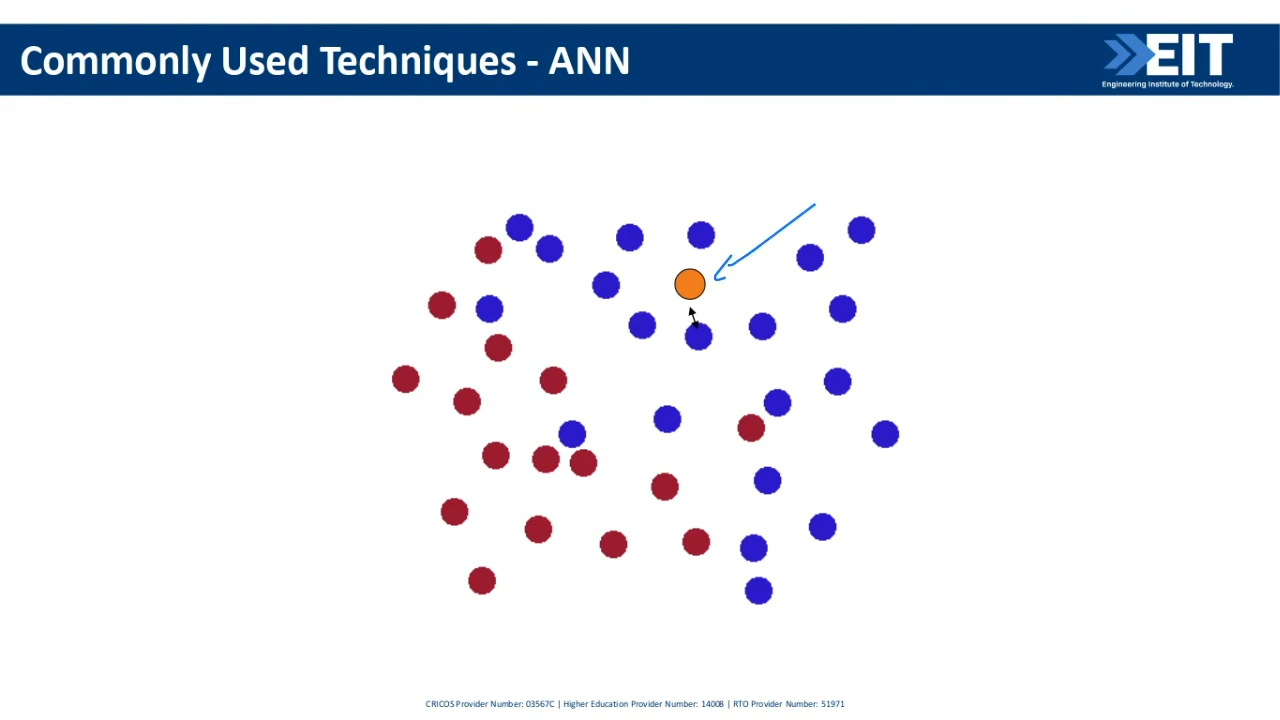 Commonly Used Techniques - ANN
EIT
Engineering Institute of Technology.
CRICOS Provider Number: 03567C | Higher Education Provider Number: 14008 | RTO Provider Number: 51971